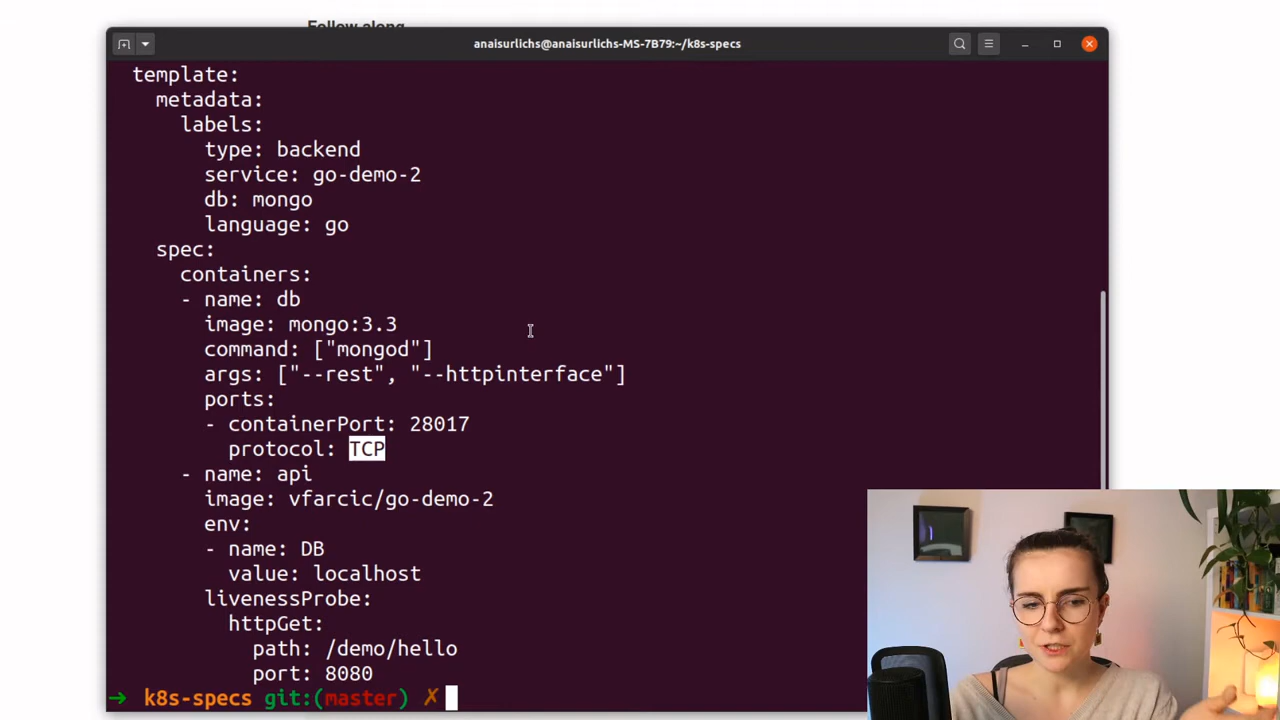 Follow along
anaisurlichs@anaisurlichs-MS-7B79:~/k8s-specs
template:
metadata:
labels:
type: backend
service: go-demo-2
db: mongo
language: go
spec:
containers:
- name: db
image: mongo:3.3
command: ["mongod"]
args: ["--rest", "--httpinterface"]
ports:
- containerPort: 28017
protocol: TCP
- name: api
image: vfarcic/go-demo-2
env:
- name: DB
value: localhost
livenessProbe:
httpGet:
path: /demo/hello
port: 8080
→ k8s-specs git:(master) ✗